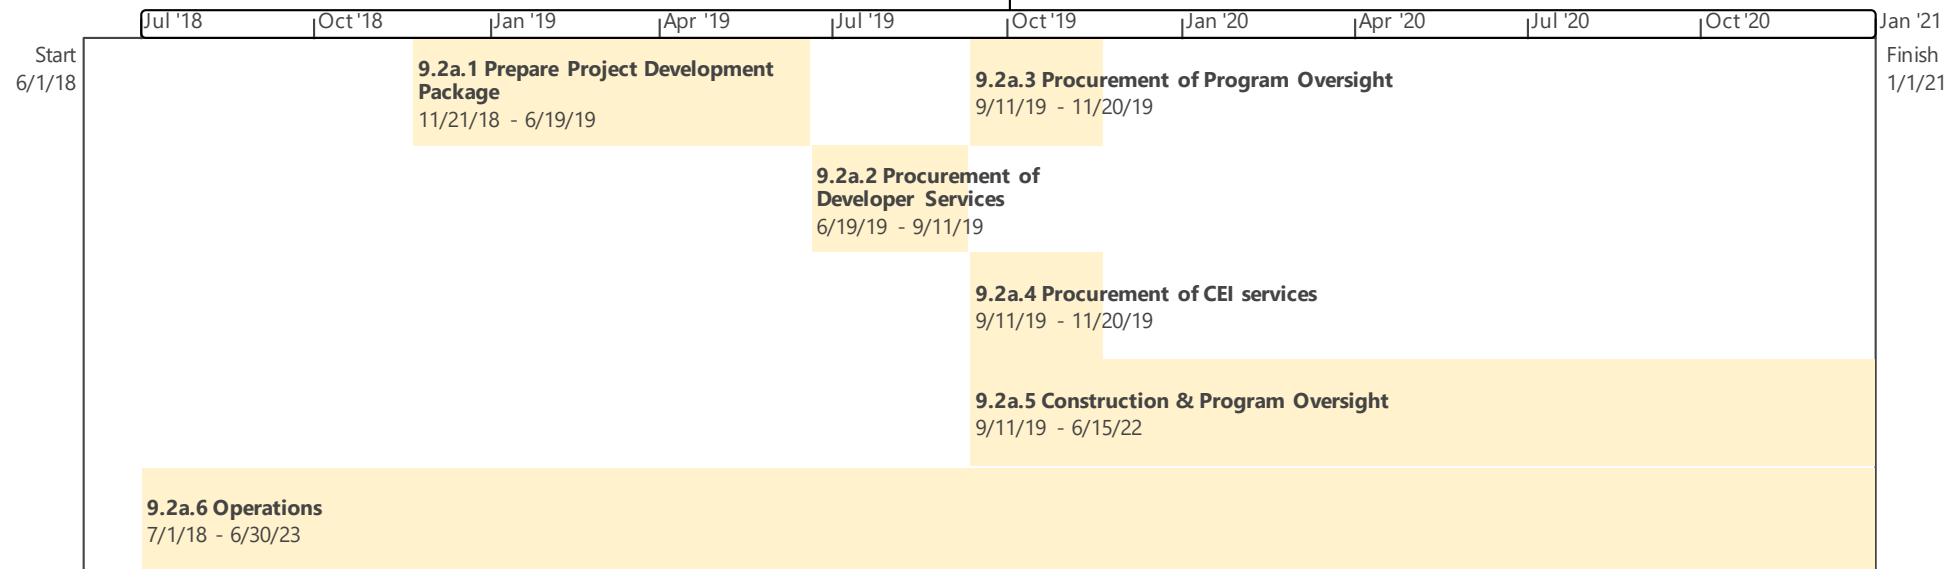 Jul '18 Oct '18 Jan '19 Apr '19 Jul '19 Oct '19 Jan '20 Apr '20 Jul '20 Oct '20 Jan '21
Start
6/1/18
Finish
1/1/21
9.2a.1 Prepare Project Development
Package
11/21/18 - 6/19/19
9.2a.3 Procurement of Program Oversight
9/11/19 - 11/20/19
9.2a.2 Procurement of
Developer Services
6/19/19 - 9/11/19
9.2a.4 Procurement of CEI services
9/11/19 - 11/20/19
9.2a.5 Construction & Program Oversight
9/11/19 - 6/15/22
9.2a.6 Operations
7/1/18 - 6/30/23